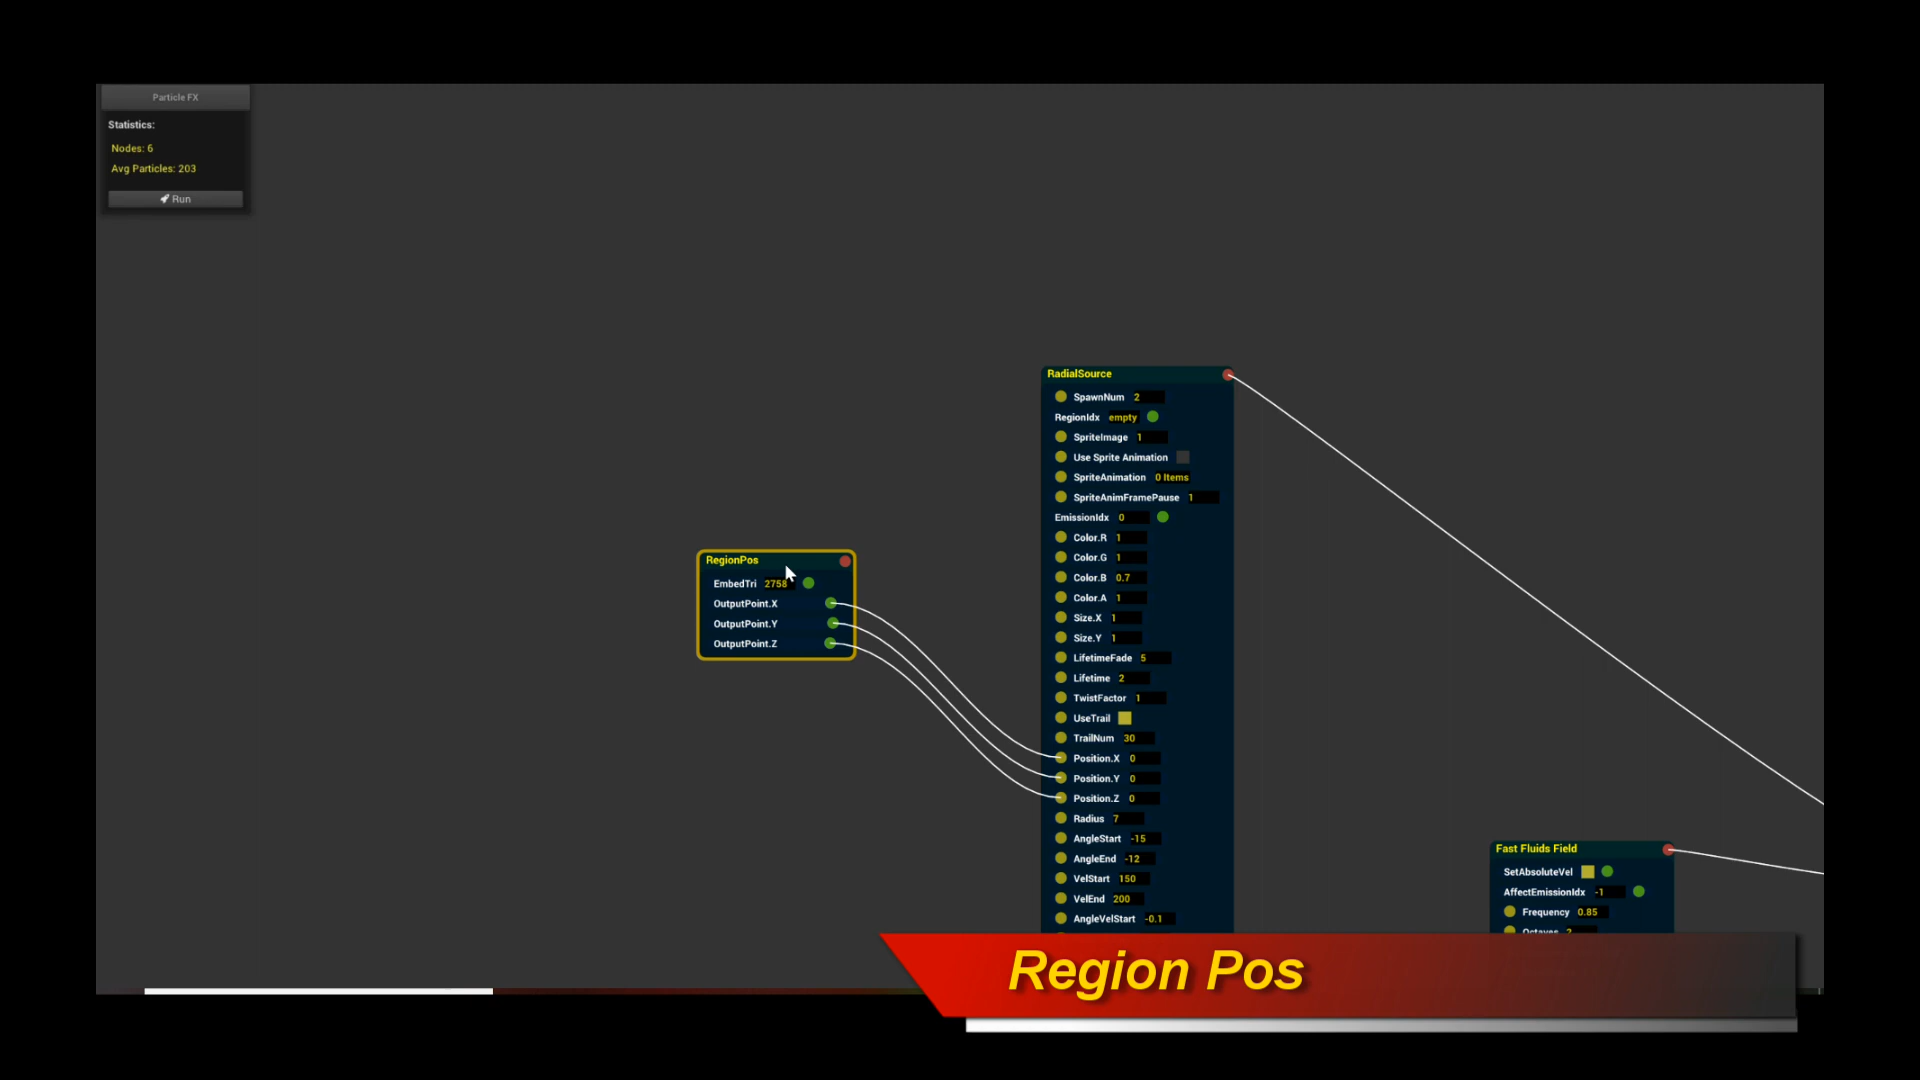 Particle FX
Statistics:
Nodes: 6
Avg Particles: 203
Run
RadialSource
SpawnNum 2
RegionIdx empty
SpriteImage 1
Use Sprite Animation
SpriteAnimation 0 Items
SpriteAnimFramePause 1
EmissionIdx 0
Color.R 1
Color.G 1
Color.B 0.7
Color.A 1
Size.X 1
Size.Y 1
LifetimeFade 5
Lifetime 2
TwistFactor 1
UseTrail
TrailNum 30
Position.X 0
Position.Y 0
Position.Z 0
Radius 7
AngleStart -15
AngleEnd -12
VelStart 150
VelEnd 200
AngleVelStart -0.1
RegionPos
EmbedTri 2758
OutputPoint.X
OutputPoint.Y
OutputPoint.Z
Fast Fluids Field
SetAbsoluteVel
AffectEmissionIdx -1
Frequency 0.85
Octaves 2
Region Pos